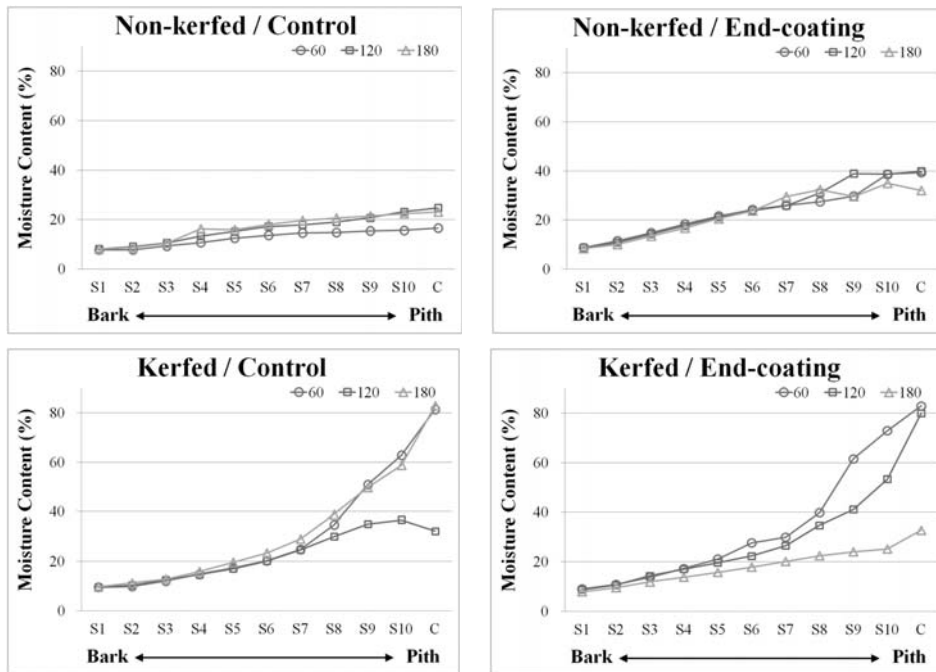 Non-kerfed / Control
60 120 180
Moisture Content (%)
80
60
40
20
0
S1 S2 S3 S4 S5 S6 S7 S8 S9 S10 C
Bark Pith
Non-kerfed / End-coating
60 120 180
Moisture Content (%)
80
60
40
20
0
S1 S2 S3 S4 S5 S6 S7 S8 S9 S10 C
Bark Pith
Kerfed / Control
60 120 180
Moisture Content (%)
80
60
40
20
0
S1 S2 S3 S4 S5 S6 S7 S8 S9 S10 C
Bark Pith
Kerfed / End-coating
60 120 180
Moisture Content (%)
80
60
40
20
0
S1 S2 S3 S4 S5 S6 S7 S8 S9 S10 C
Bark Pith